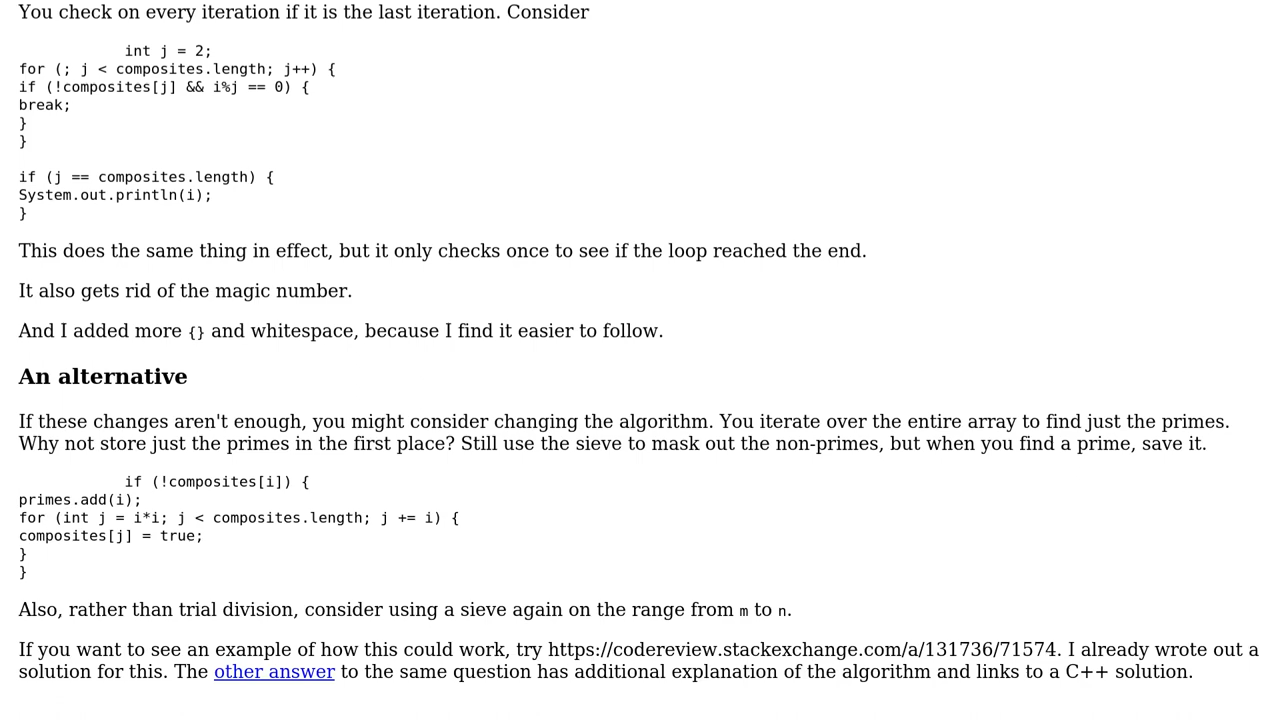 You check on every iteration if it is the last iteration. Consider
int j = 2;
for (; j < composites.length; j++) {
if (!composites[j] && i%j == 0) {
break;
}
}
if (j == composites.length) {
System.out.println(i);
}
This does the same thing in effect, but it only checks once to see if the loop reached the end.
It also gets rid of the magic number.
And I added more {} and whitespace, because I find it easier to follow.
An alternative
If these changes aren't enough, you might consider changing the algorithm. You iterate over the entire array to find just the primes.
Why not store just the primes in the first place? Still use the sieve to mask out the non-primes, but when you find a prime, save it.
if (!composites[i]) {
primes.add(i);
for (int j = i*i; j < composites.length; j += i) {
composites[j] = true;
}
}
Also, rather than trial division, consider using a sieve again on the range from m to n.
If you want to see an example of how this could work, try https://codereview.stackexchange.com/a/131736/71574. I already wrote out a
solution for this. The other answer to the same question has additional explanation of the algorithm and links to a C++ solution.